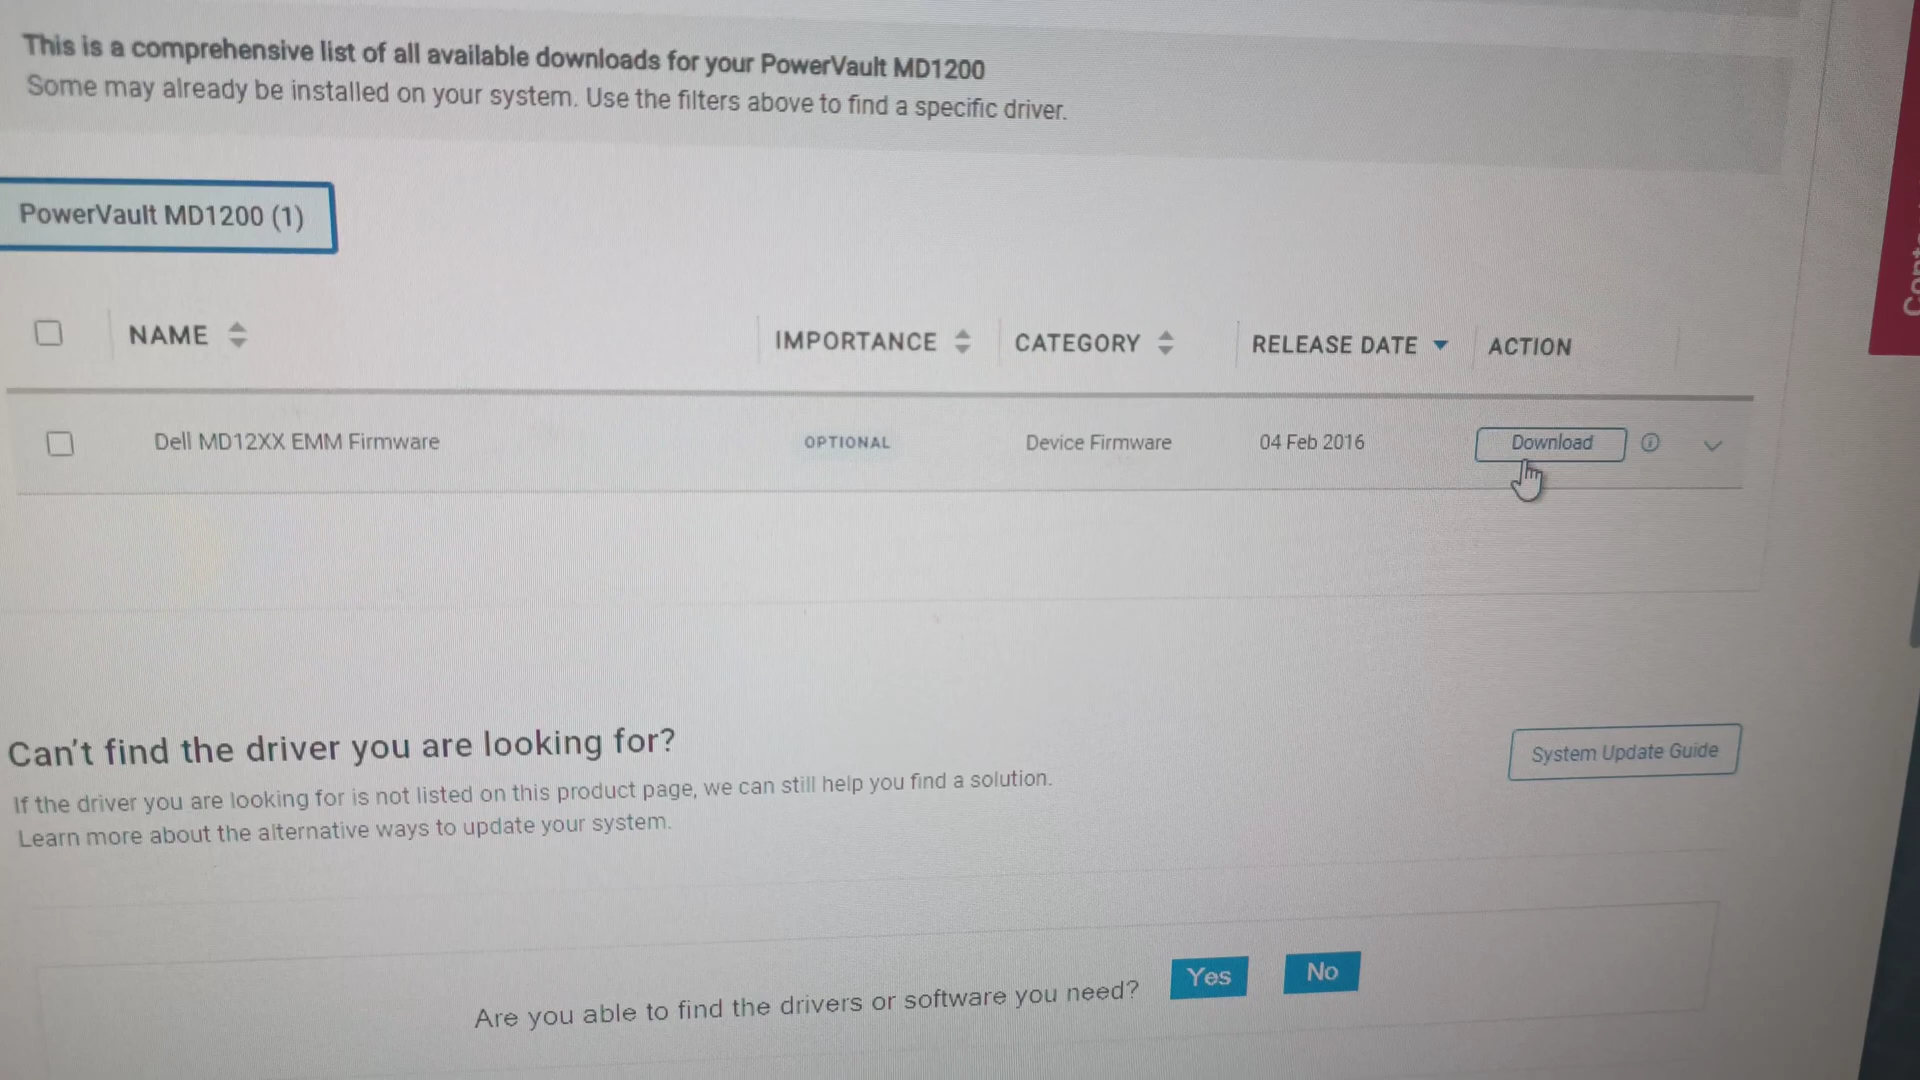 This is a comprehensive list of all available downloads for your PowerVault MD1200
Some may already be installed on your system. Use the filters above to find a specific driver.
PowerVault MD1200 (1)
NAME IMPORTANCE CATEGORY RELEASE DATE ACTION
Dell MD12XX EMM Firmware OPTIONAL Device Firmware 04 Feb 2016 Download
Can't find the driver you are looking for?
System Update Guide
If the driver you are looking for is not listed on this product page, we can still help you find a solution.
Learn more about the alternative ways to update your system.
Are you able to find the drivers or software you need? Yes No